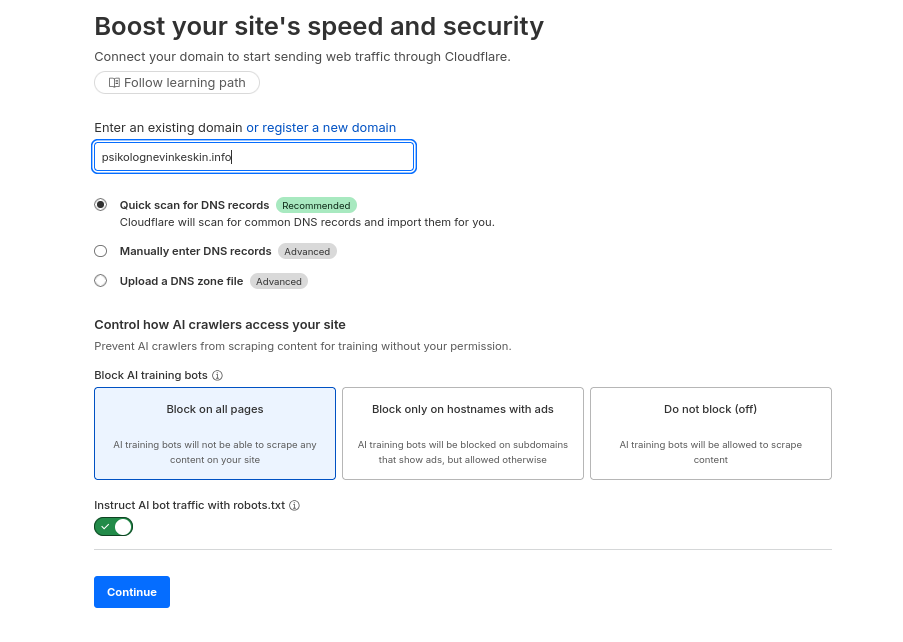 Boost your site's speed and security
Connect your domain to start sending web traffic through Cloudflare.
Follow learning path
Enter an existing domain or register a new domain
psikolognevinkeskin.info
Quick scan for DNS records Recommended
Cloudflare will scan for common DNS records and import them for you.
Manually enter DNS records Advanced
Upload a DNS zone file Advanced
Control how AI crawlers access your site
Prevent AI crawlers from scraping content for training without your permission.
Block AI training bots
Block on all pages
AI training bots will not be able to scrape any
content on your site
Block only on hostnames with ads
AI training bots will be blocked on subdomains
that show ads, but allowed otherwise
Do not block (off)
AI training bots will be allowed to scrape
content
Instruct AI bot traffic with robots.txt
Continue